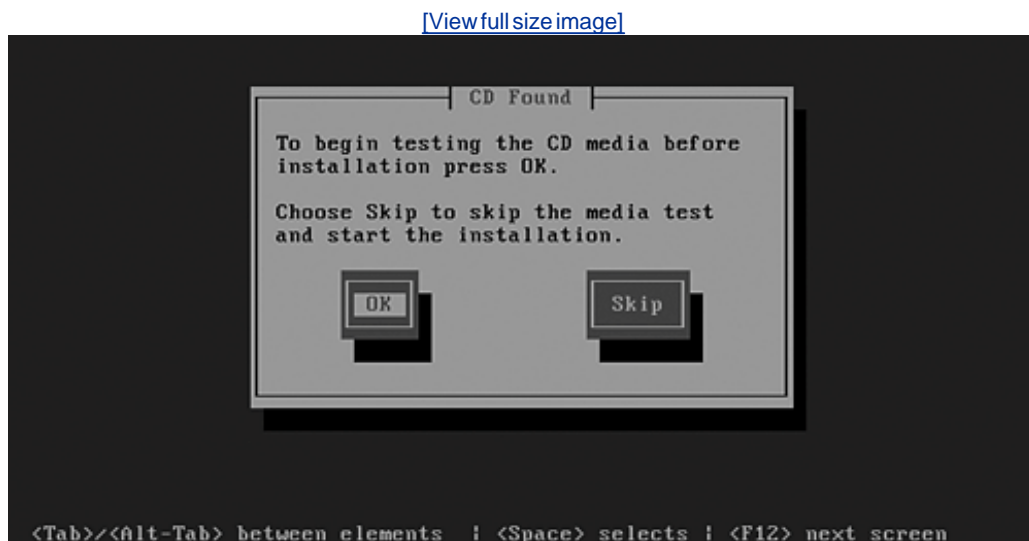 [View full size image]
CD Found
To begin testing the CD media before
installation press OK.
Choose Skip to skip the media test
and start the installation.
OK Skip
<Tab>/<Alt-Tab> between elements | <Space> selects | <F12> next screen